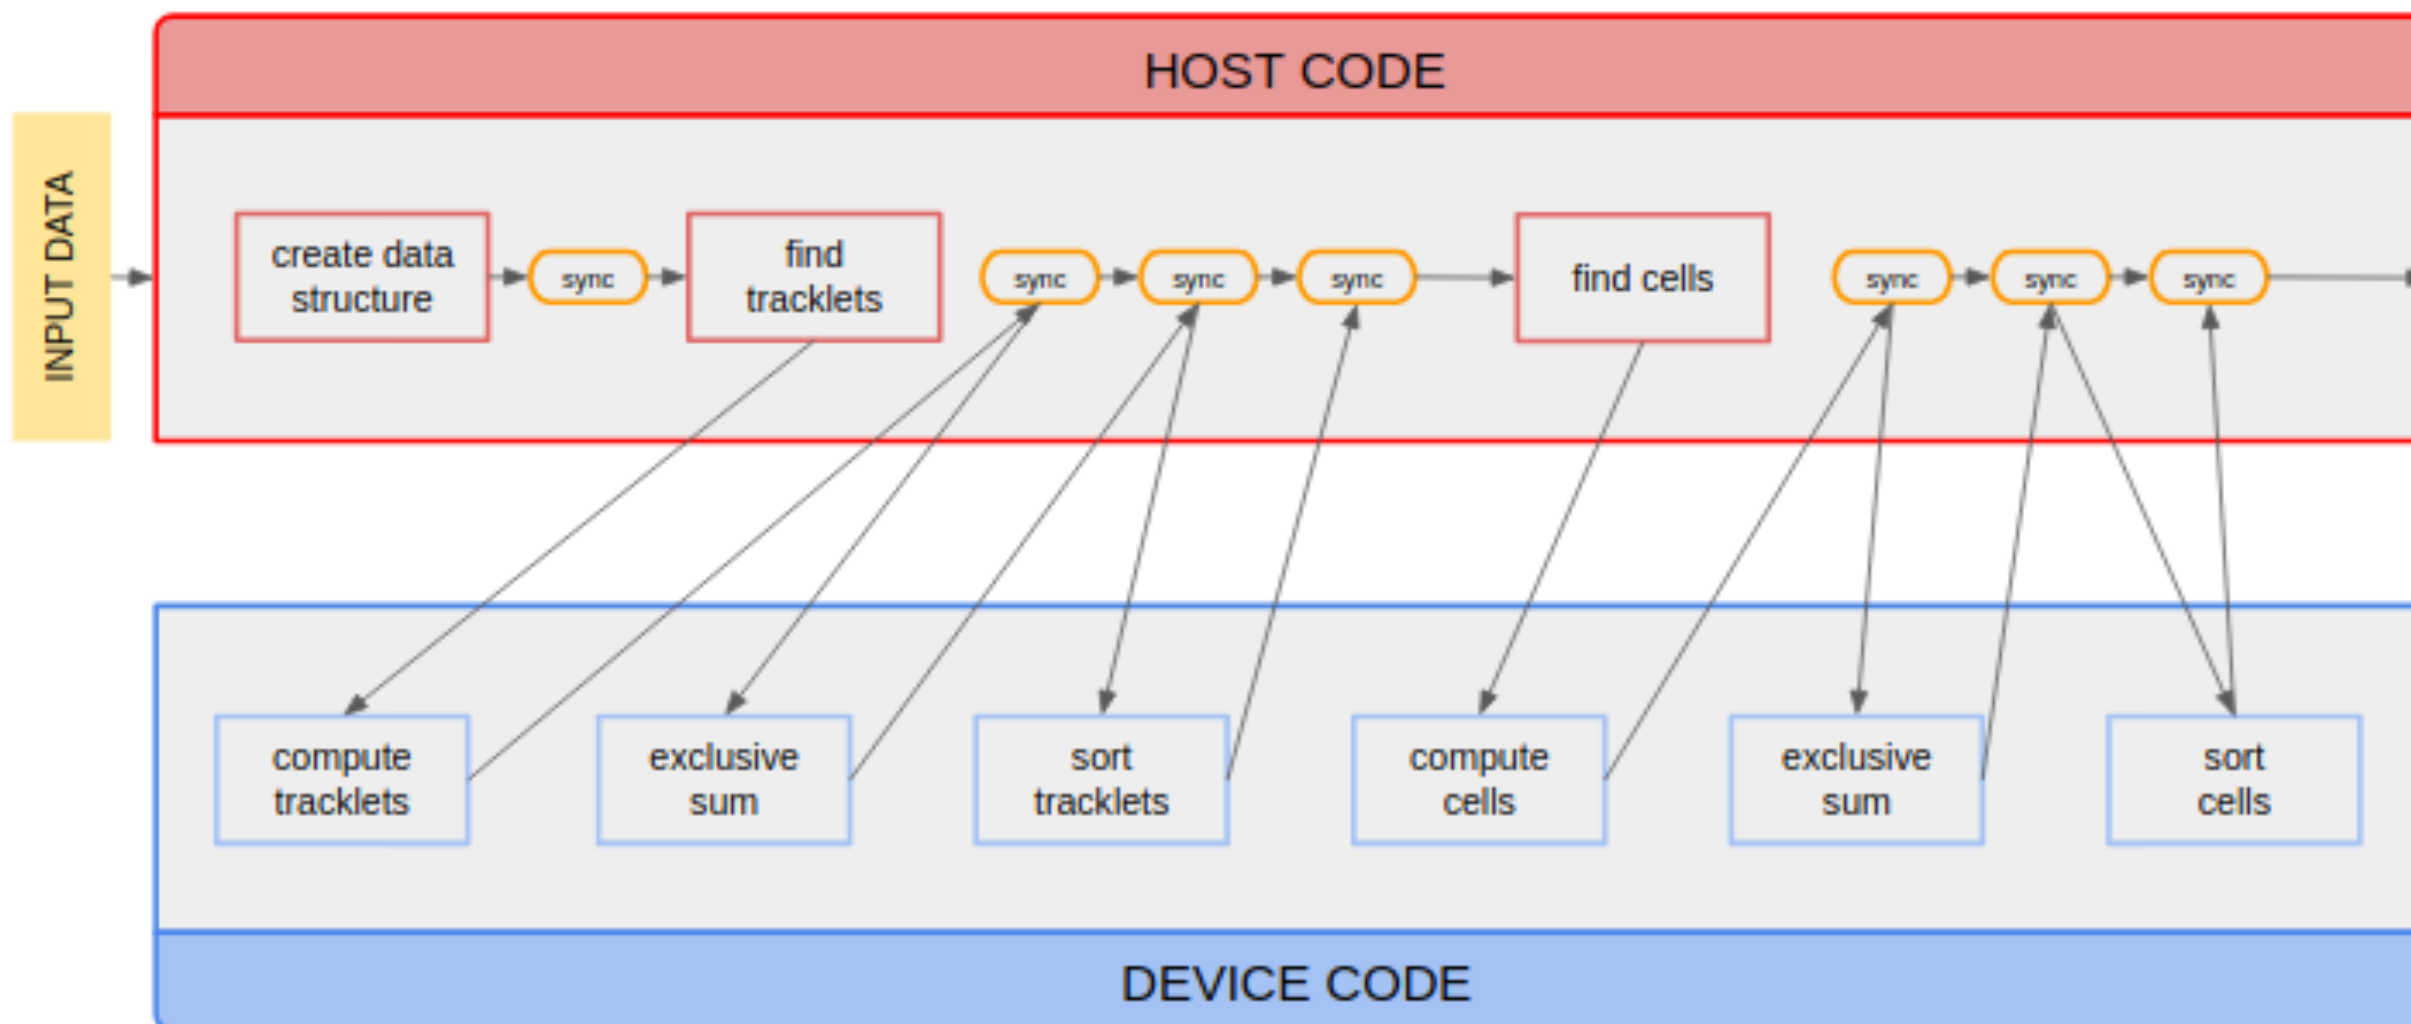 HOST CODE
INPUT DATA
create data
structure
sync
find
tracklets
sync
sync
sync
find cells
sync
sync
sync
compute
tracklets
exclusive
sum
sort
tracklets
compute
cells
exclusive
sum
sort
cells
DEVICE CODE